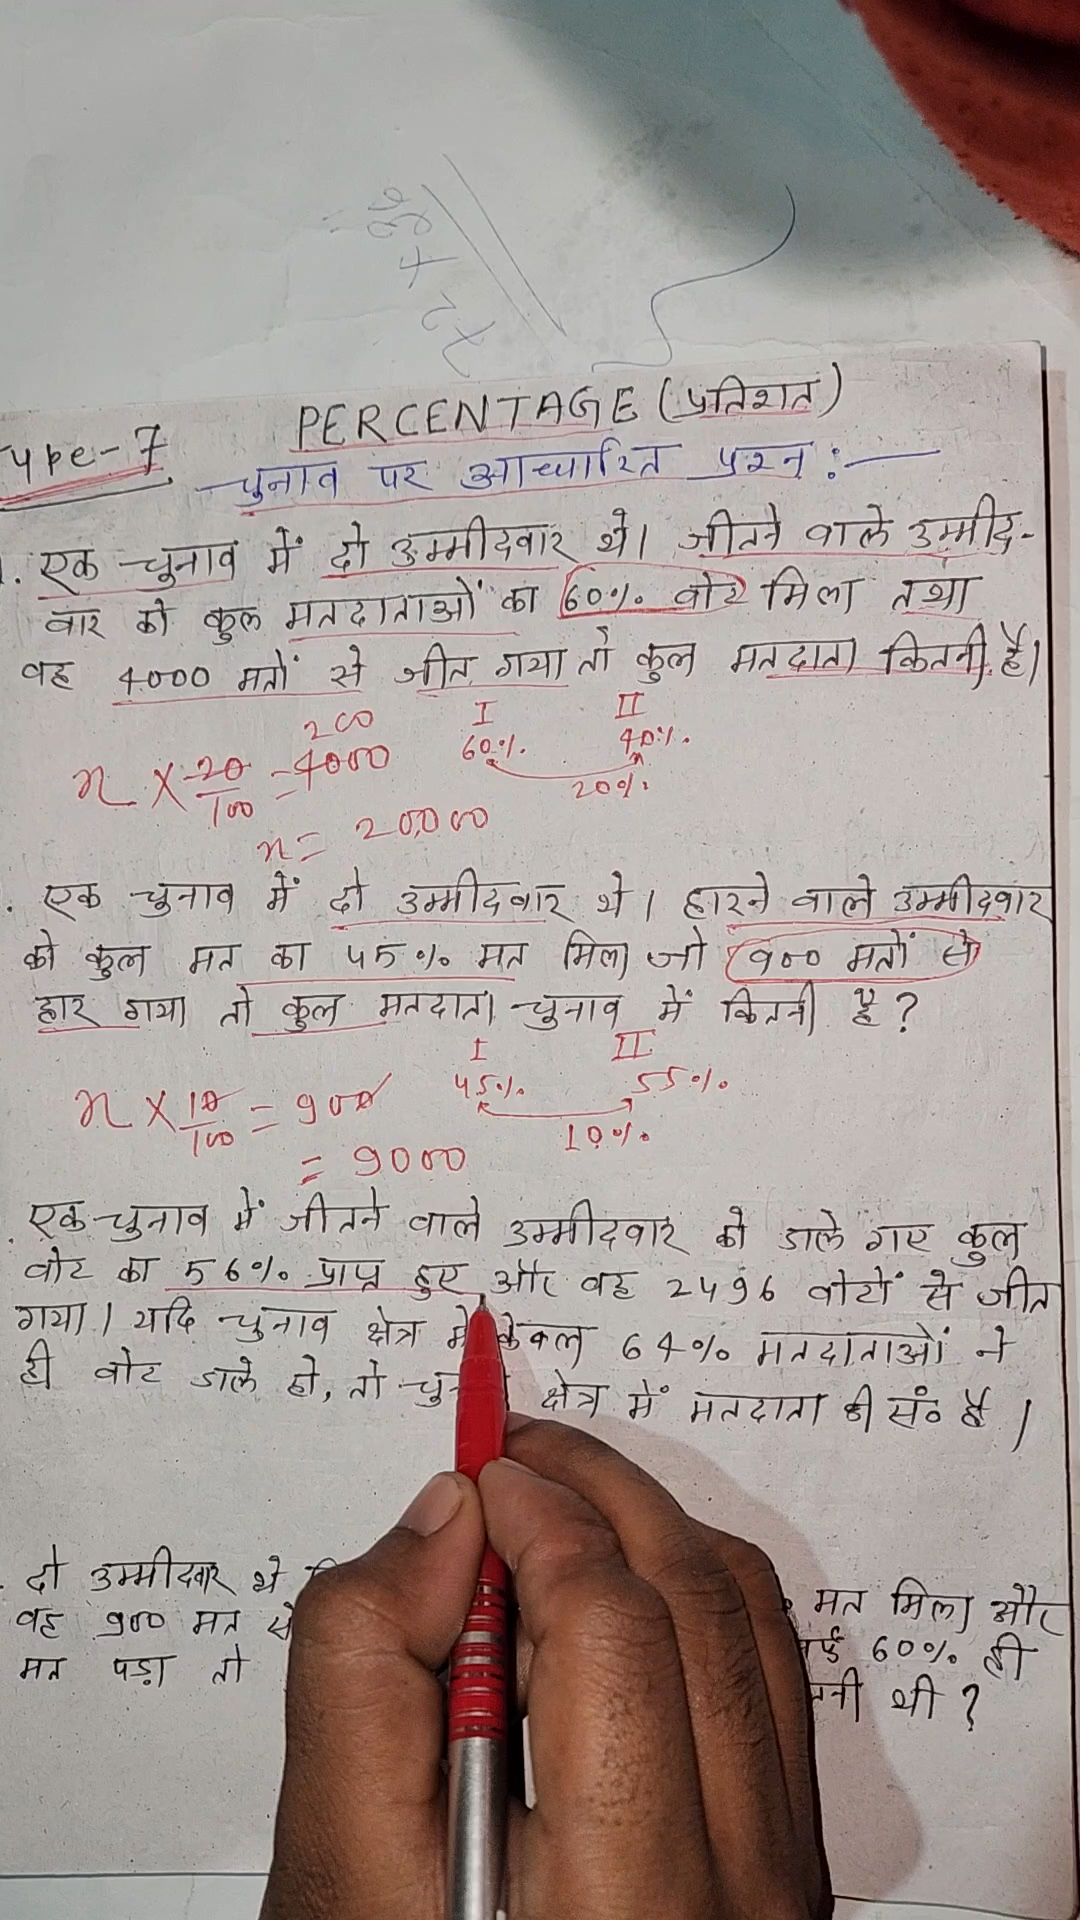 PERCENTAGE (प्रतिशत)
ype-7
चुनाव पर आधारित प्रश्न :—
1. एक चुनाव में दो उम्मीदवार थे। जीतने वाले उम्मीद-
वार को कुल मतदाताओं का 60% वोट मिला तथा
वह 4000 मतों से जीत गया तो कुल मतदाता कितनी है।
200 I II
n × 20/100 = 4000 60% 40%
20%
n = 20,000
. एक चुनाव में दो उम्मीदवार थे। हारने वाले उम्मीदवार
को कुल मत का 45% मत मिला जो 900 मतों से
हार गया तो कुल मतदाता चुनाव में कितनी है?
I II
n × 10/100 = 900 45% 55%
10%
= 9000
. एक चुनाव में जीतने वाले उम्मीदवार को डाले गए कुल
वोट का 56% प्राप्त हुए और वह 2496 वोटों से जीत
गया। यदि चुनाव क्षेत्र में केवल 64% मतदाताओं ने
ही वोट डाले हो, तो क्षेत्र में मतदाता की सं० है।
. दो उम्मीदवार थे मत मिला और
वह 900 मत से 60% ही
मत पड़ा तो थी?